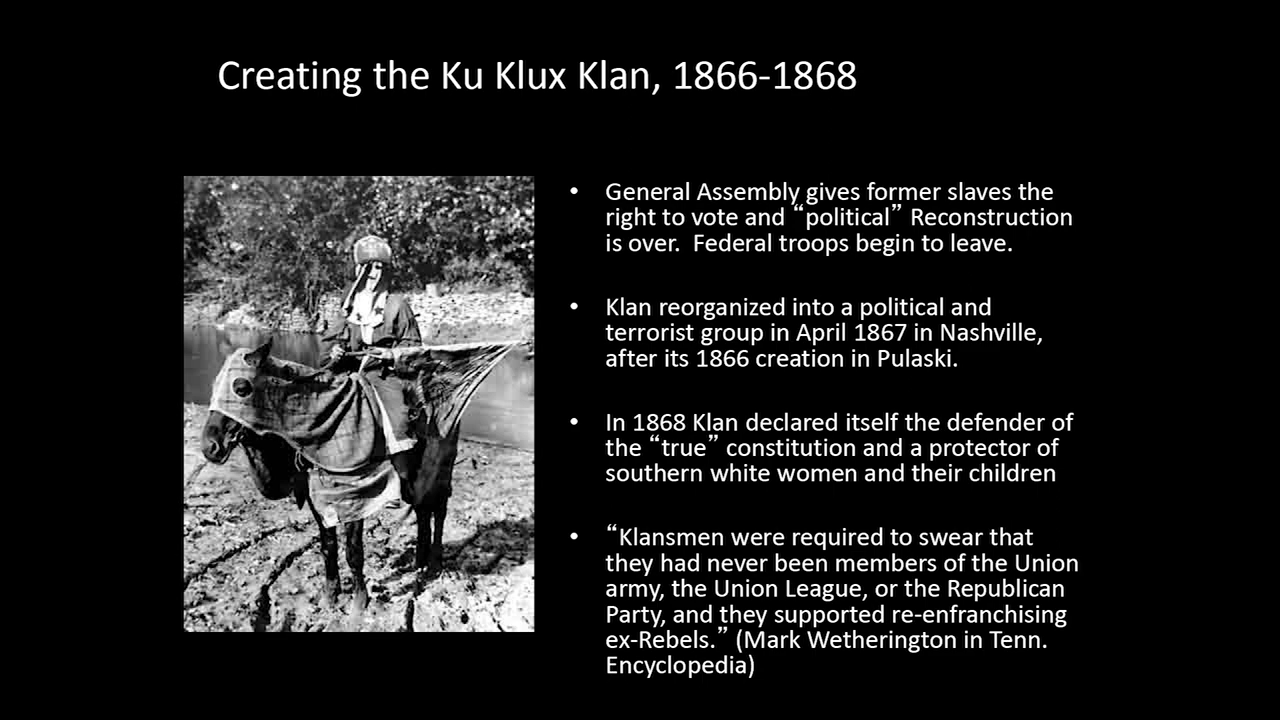 Creating the Ku Klux Klan, 1866-1868
• General Assembly gives former slaves the
right to vote and “political” Reconstruction
is over.  Federal troops begin to leave.
• Klan reorganized into a political and
terrorist group in April 1867 in Nashville,
after its 1866 creation in Pulaski.
• In 1868 Klan declared itself the defender of
the “true” constitution and a protector of
southern white women and their children
• “Klansmen were required to swear that
they had never been members of the Union
army, the Union League, or the Republican
Party, and they supported re-enfranchising
ex-Rebels.” (Mark Wetherington in Tenn.
Encyclopedia)